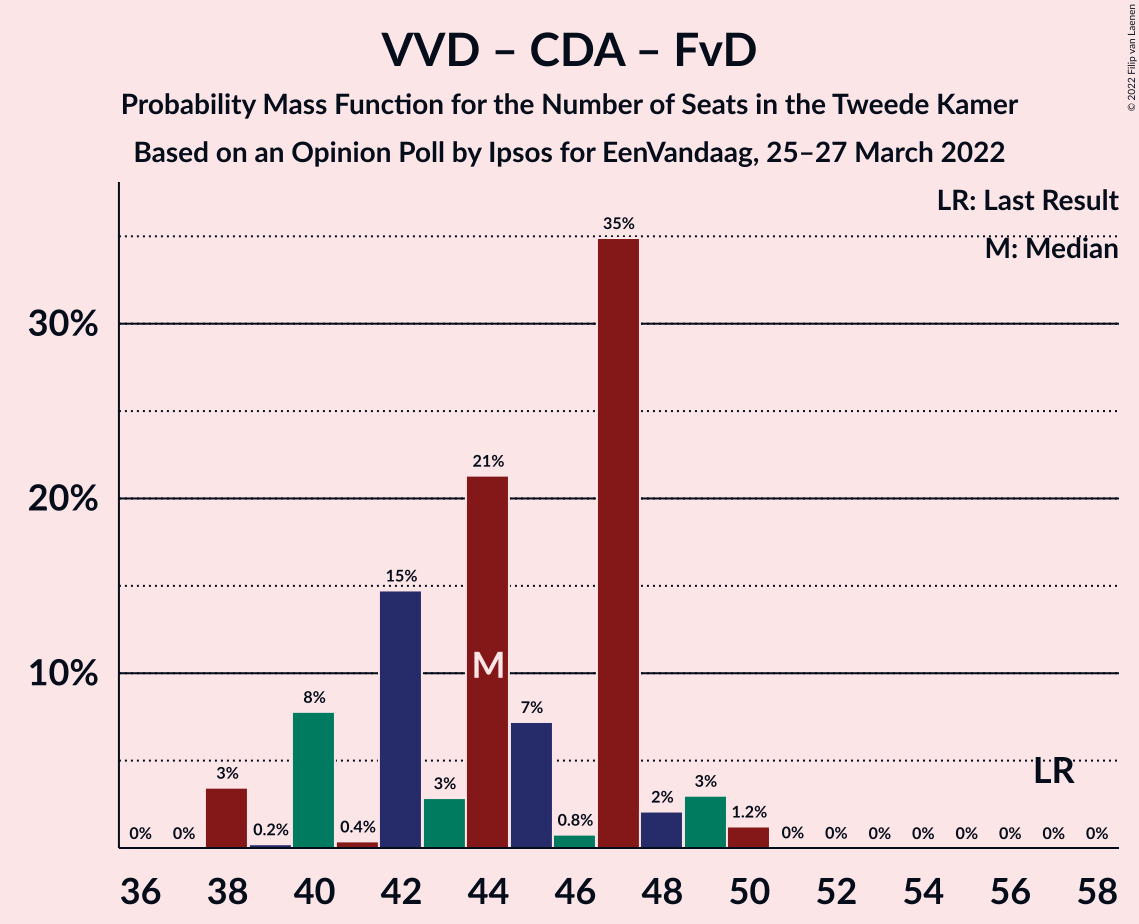 VVD – CDA – FvD
Probability Mass Function for the Number of Seats in the Tweede Kamer
Based on an Opinion Poll by Ipsos for EenVandaag, 25–27 March 2022
© 2022 Filip van Laenen
LR: Last Result
M: Median
30%
20%
10%
0% 0% 3% 0.2% 8% 0.4% 15% 3% 21% 7% 0.8% 35% 2% 3% 1.2% 0% 0% 0% 0% 0% 0% 0% 0%
M
LR
36 38 40 42 44 46 48 50 52 54 56 58